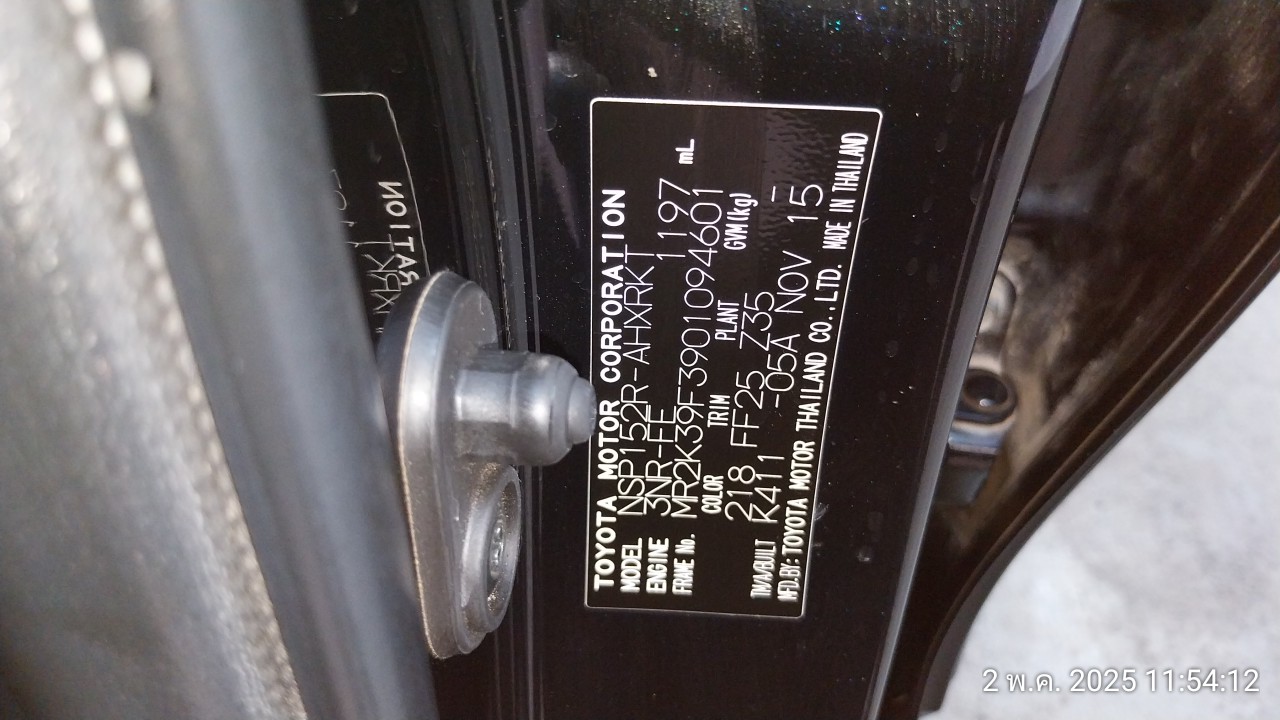 TOYOTA MOTOR CORPORATION
MODEL NSP152R-AHXRKT
ENGINE 3NR-FE 1197 mL
FRAME No. MR2K39F3901094601
COLOR TRIM PLANT GVM(kg)
218 FF25 Z35 -
TM/A/BUILT K411 -05A NOV 15
MFD.BY: TOYOTA MOTOR THAILAND CO.,LTD. MADE IN THAILAND
2 พ.ค. 2025 11:54:12